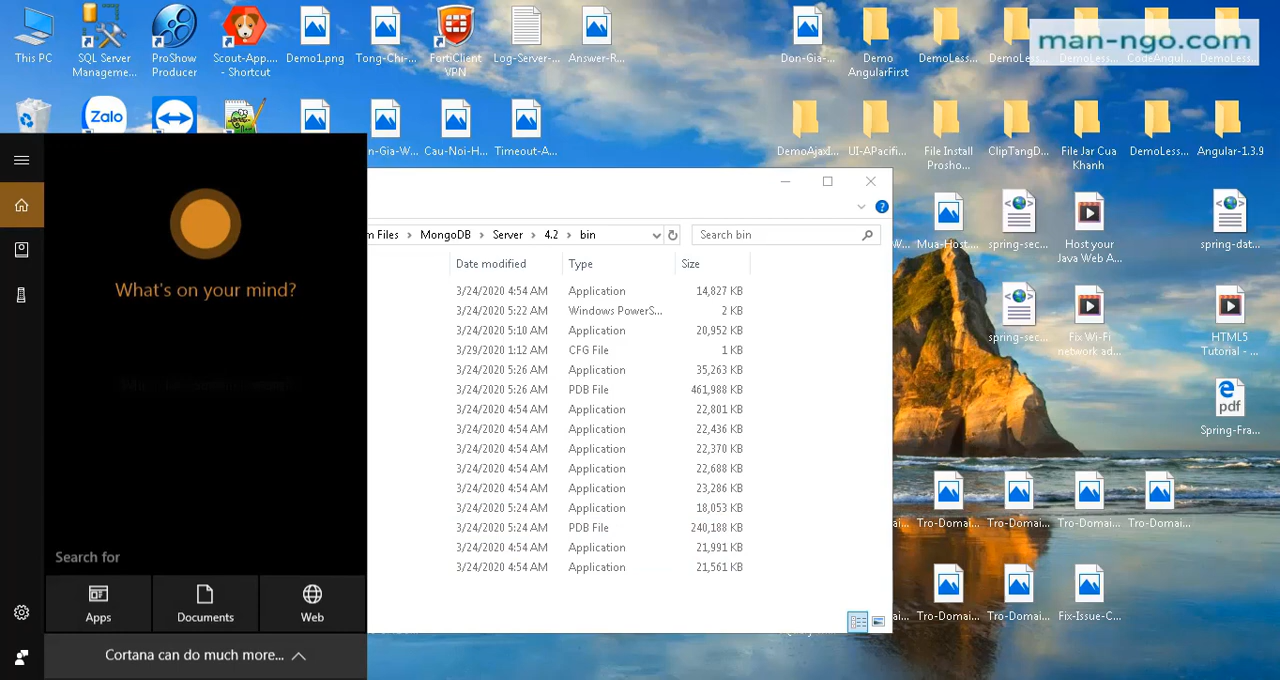 This PC
SQL Server
Manageme...
ProShow
Producer
Scout-App...
- Shortcut
Demo1.png
Tong-Chi-...
FortiClient
VPN
Log-Server-...
Answer-R...
Don-Gia-...
Demo
AngularFirst
DemoLess...
man-ngo.com
Zalo
Cau-Noi-H...
Timeout-A...
DemoAjaxI...
UI-APacifi...
File Install
Prosho...
ClipTangD...
File Jar Cua
Khanh
DemoLess...
Angular-1.3.9
What's on your mind?
Search for
Apps
Documents
Web
Cortana can do much more...
m Files > MongoDB > Server > 4.2 > bin
Search bin
Date modified Type Size
3/24/2020 4:54 AM Application 14,827 KB
3/24/2020 5:22 AM Windows PowerS... 2 KB
3/24/2020 5:10 AM Application 20,952 KB
3/29/2020 1:12 AM CFG File 1 KB
3/24/2020 5:26 AM Application 35,263 KB
3/24/2020 5:26 AM PDB File 461,988 KB
3/24/2020 4:54 AM Application 22,801 KB
3/24/2020 4:54 AM Application 22,436 KB
3/24/2020 4:54 AM Application 22,370 KB
3/24/2020 4:54 AM Application 22,688 KB
3/24/2020 4:54 AM Application 23,286 KB
3/24/2020 5:24 AM Application 18,053 KB
3/24/2020 5:24 AM PDB File 240,188 KB
3/24/2020 4:54 AM Application 21,991 KB
3/24/2020 4:54 AM Application 21,561 KB
Mua-Host...
spring-sec...
Host your
Java Web A...
spring-dat...
spring-sec...
Fix Wi-Fi
network ad...
HTML5
Tutorial - ...
pdf
Spring-Fra...
Tro-Domai...
Tro-Domai...
Tro-Domai...
Tro-Domai...
Tro-Domai...
Tro-Domai...
Fix-Issue-C...